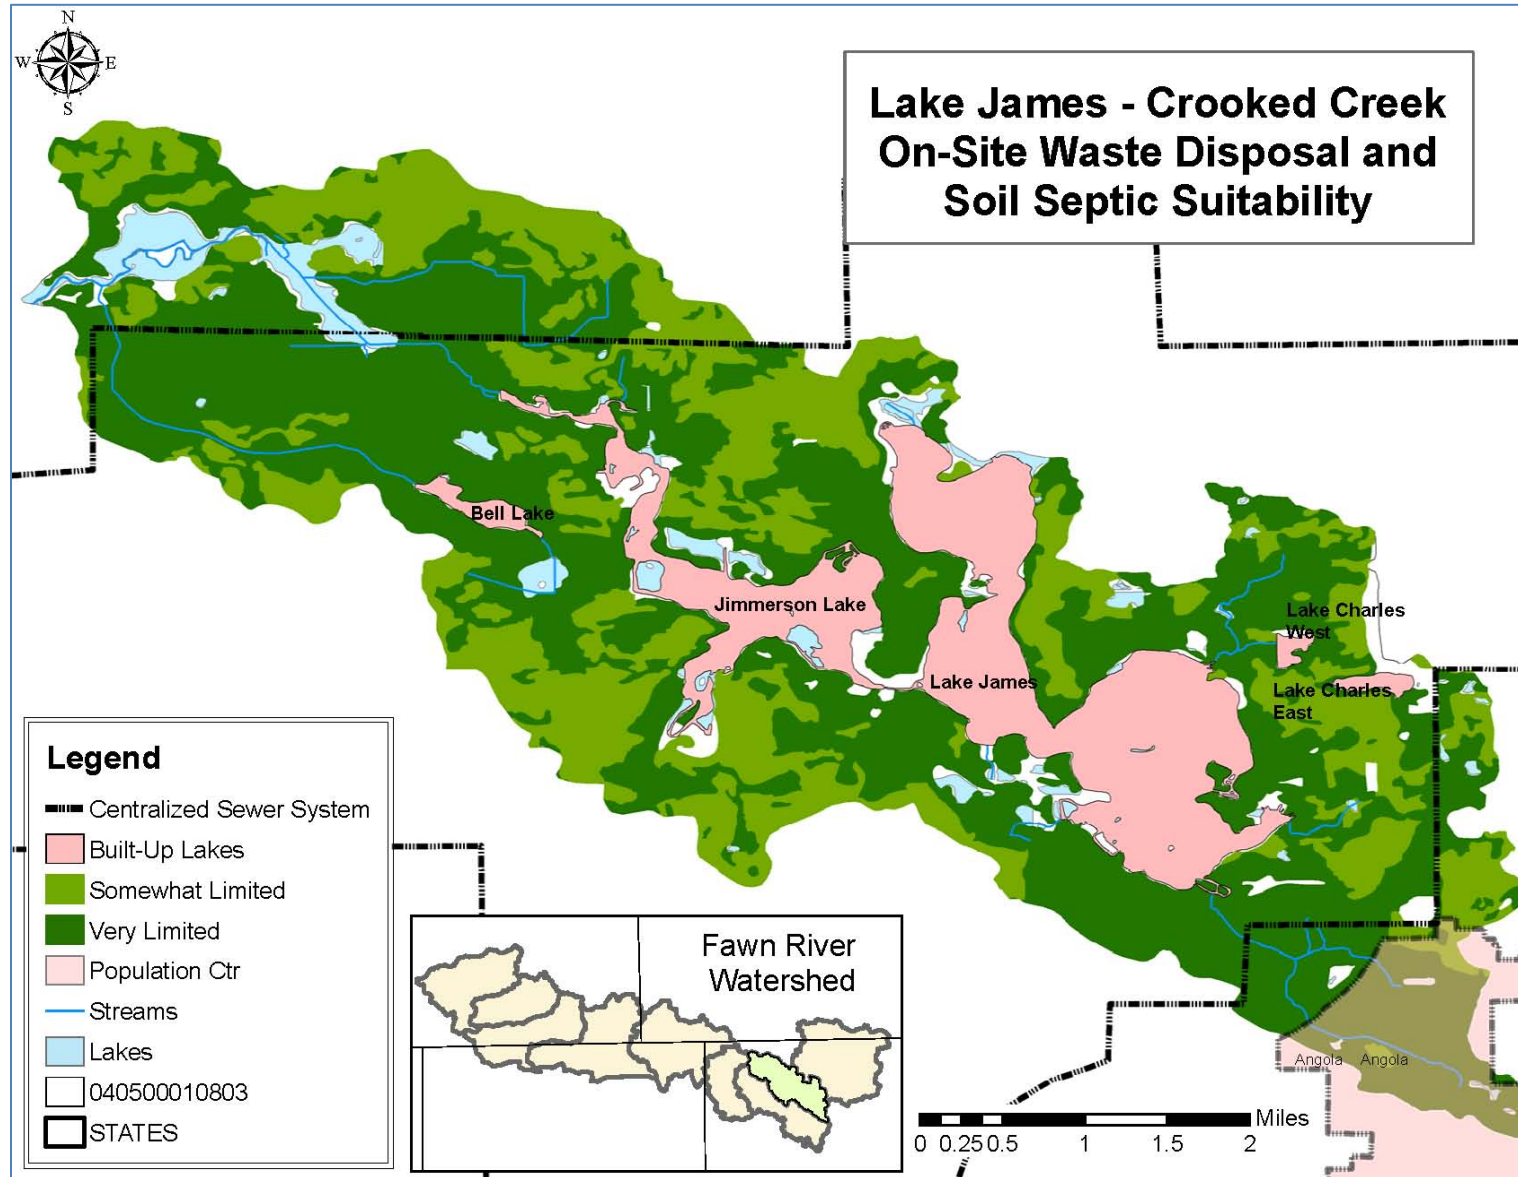 N
W E
S
Lake James - Crooked Creek
On-Site Waste Disposal and
Soil Septic Suitability
Bell Lake
Jimmerson Lake
Lake James
Lake Charles
West
Lake Charles
East
Legend
Centralized Sewer System
Built-Up Lakes
Somewhat Limited
Very Limited
Population Ctr
Streams
Lakes
040500010803
STATES
Fawn River
Watershed
Angola Angola
Miles
0 0.25 0.5 1 1.5 2